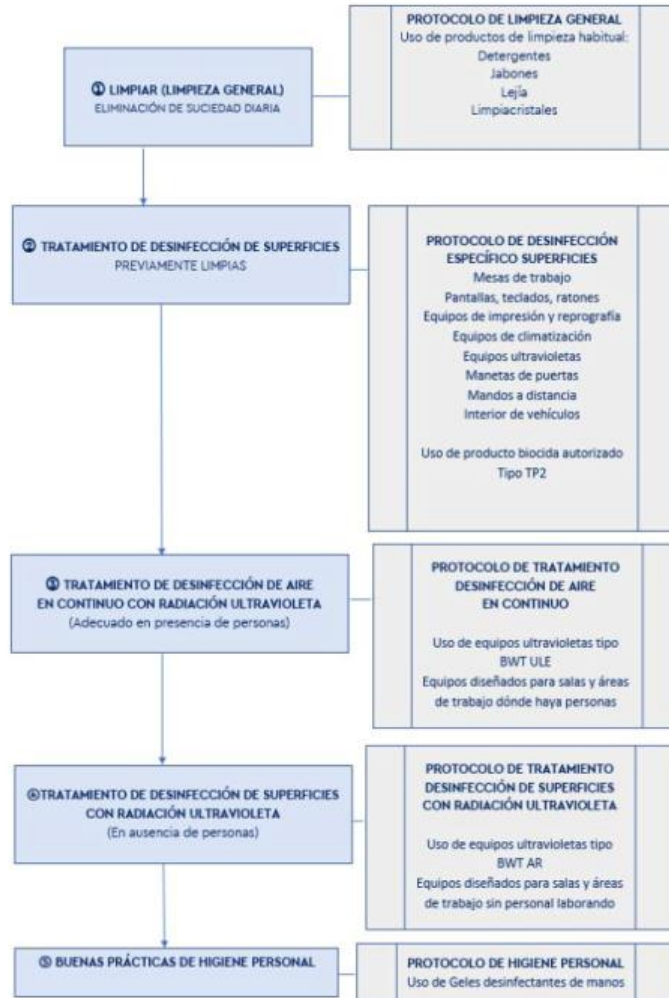 ① LIMPIAR (LIMPIEZA GENERAL)
ELIMINACIÓN DE SUCIEDAD DIARIA
PROTOCOLO DE LIMPIEZA GENERAL
Uso de productos de limpieza habitual:
Detergentes
Jabones
Lejía
Limpiacristales
② TRATAMIENTO DE DESINFECCIÓN DE SUPERFICIES
PREVIAMENTE LIMPIAS
PROTOCOLO DE DESINFECCIÓN
ESPECÍFICO SUPERFICIES
Mesas de trabajo
Pantallas, teclados, ratones
Equipos de impresión y reprografía
Equipos de climatización
Equipos ultravioletas
Manetas de puertas
Mandos a distancia
Interior de vehículos
Uso de producto biocida autorizado
Tipo TP2
③ TRATAMIENTO DE DESINFECCIÓN DE AIRE
EN CONTINUO CON RADIACIÓN ULTRAVIOLETA
(Adecuado en presencia de personas)
PROTOCOLO DE TRATAMIENTO
DESINFECCIÓN DE AIRE
EN CONTINUO
Uso de equipos ultravioletas tipo
BWT ULE
Equipos diseñados para salas y áreas
de trabajo dónde haya personas
④TRATAMIENTO DE DESINFECCIÓN DE SUPERFICIES
CON RADIACIÓN ULTRAVIOLETA
(En ausencia de personas)
PROTOCOLO DE TRATAMIENTO
DESINFECCIÓN DE SUPERFICIES
CON RADIACIÓN ULTRAVIOLETA
Uso de equipos ultravioletas tipo
BWT AR
Equipos diseñados para salas y áreas
de trabajo sin personal laborando
⑤ BUENAS PRÁCTICAS DE HIGIENE PERSONAL
PROTOCOLO DE HIGIENE PERSONAL
Uso de Geles desinfectantes de manos